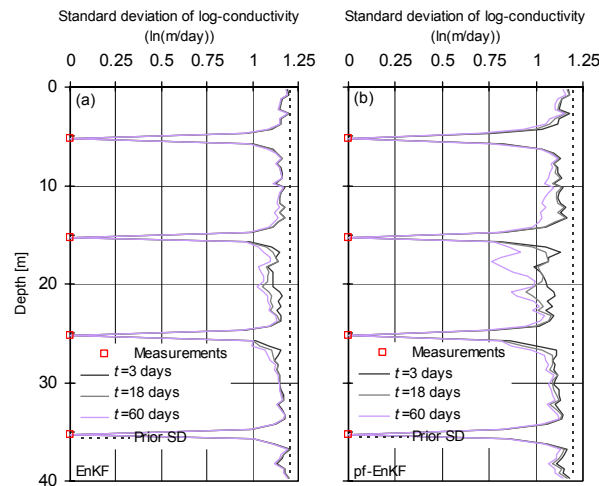 Standard deviation of log-conductivity
(ln(m/day))
0 0.25 0.5 0.75 1 1.25
Standard deviation of log-conductivity
(ln(m/day))
0 0.25 0.5 0.75 1 1.25
0
10
20
30
40
Depth [m]
(a)
Measurements
t=3 days
t=18 days
t=60 days
Prior SD
EnKF
(b)
Measurements
t=3 days
t=18 days
t=60 days
Prior SD
pf-EnKF